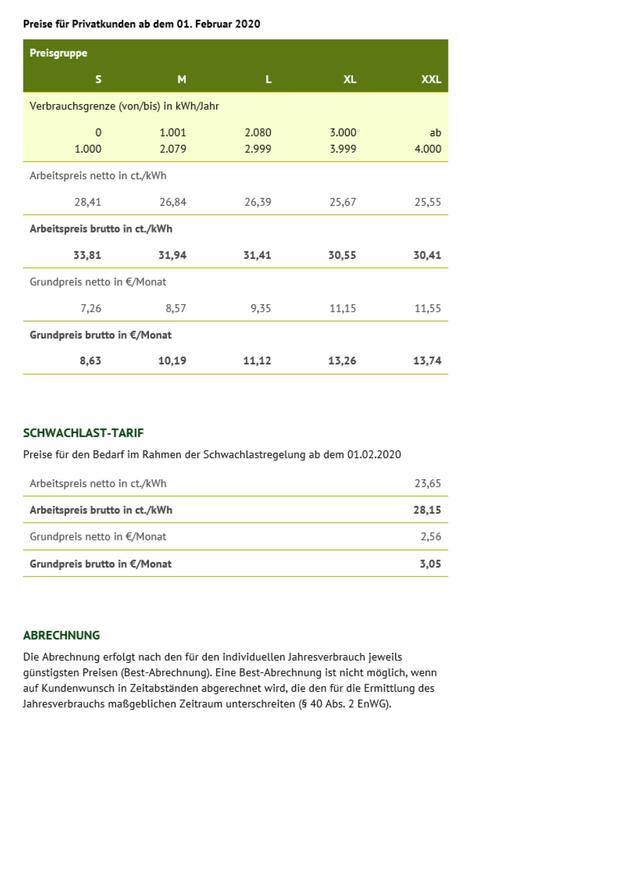 Preise für Privatkunden ab dem 01. Februar 2020
Preisgruppe
S M L XL XXL
Verbrauchsgrenze (von/bis) in kWh/Jahr
0 1.001 2.080 3.000 ab
1.000 2.079 2.999 3.999 4.000
Arbeitspreis netto in ct./kWh
28,41 26,84 26,39 25,67 25,55
Arbeitspreis brutto in ct./kWh
33,81 31,94 31,41 30,55 30,41
Grundpreis netto in €/Monat
7,26 8,57 9,35 11,15 11,55
Grundpreis brutto in €/Monat
8,63 10,19 11,12 13,26 13,74
SCHWACHLAST-TARIF
Preise für den Bedarf im Rahmen der Schwachlastregelung ab dem 01.02.2020
Arbeitspreis netto in ct./kWh 23,65
Arbeitspreis brutto in ct./kWh 28,15
Grundpreis netto in €/Monat 2,56
Grundpreis brutto in €/Monat 3,05
ABRECHNUNG
Die Abrechnung erfolgt nach den für den individuellen Jahresverbrauch jeweils
günstigsten Preisen (Best-Abrechnung). Eine Best-Abrechnung ist nicht möglich, wenn
auf Kundenwunsch in Zeitabständen abgerechnet wird, die den für die Ermittlung des
Jahresverbrauchs maßgeblichen Zeitraum unterschreiten (§ 40 Abs. 2 EnWG).